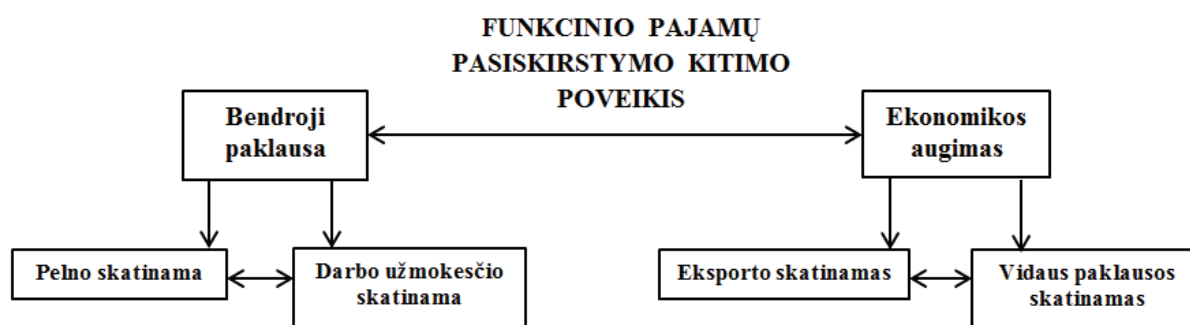 FUNKCINIO PAJAMŲ
PASISKIRSTYMO KITIMO
POVEIKIS
Bendroji
paklausa
Ekonomikos
augimas
Pelno skatinama
Darbo užmokesčio
skatinama
Eksporto skatinamas
Vidaus paklausos
skatinamas